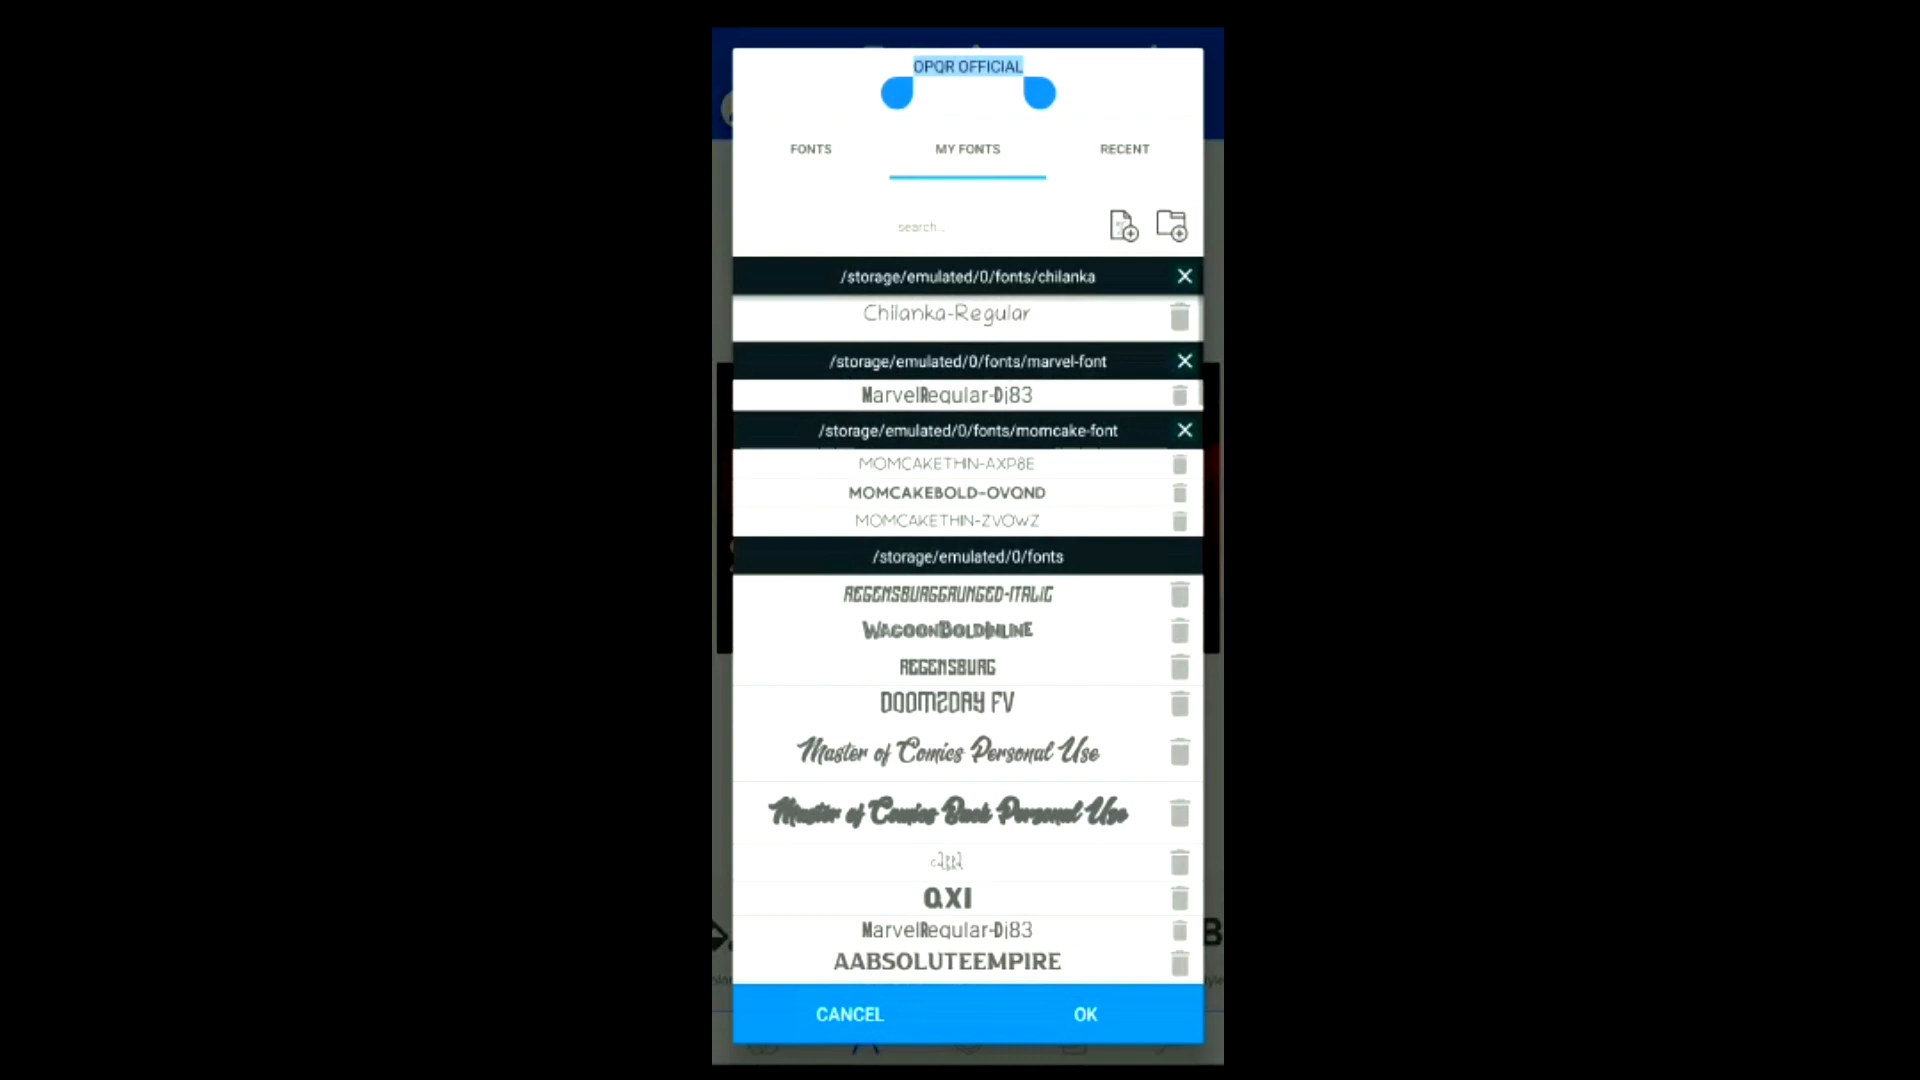 OPQR OFFICIAL
FONTS
MY FONTS
RECENT
search...
/storage/emulated/0/fonts/chilanka
Chilanka-Regular
/storage/emulated/0/fonts/marvel-font
MarvelRegular-Dj83
/storage/emulated/0/fonts/momcake-font
MOMCAKETHIN-AXP8E
MOMCAKEBOLD-OVQND
MOMCAKETHIN-ZVOWZ
/storage/emulated/0/fonts
REGENSBURGGRUNGED-ITALIC
WAGOONBOLDINLINE
REGENSBURG
DOOMZDAY FV
Master of Comics Personal Use
Master of Comics Back Personal Use
QXI
MarvelRegular-Dj83
AABSOLUTEEMPIRE
CANCEL
OK